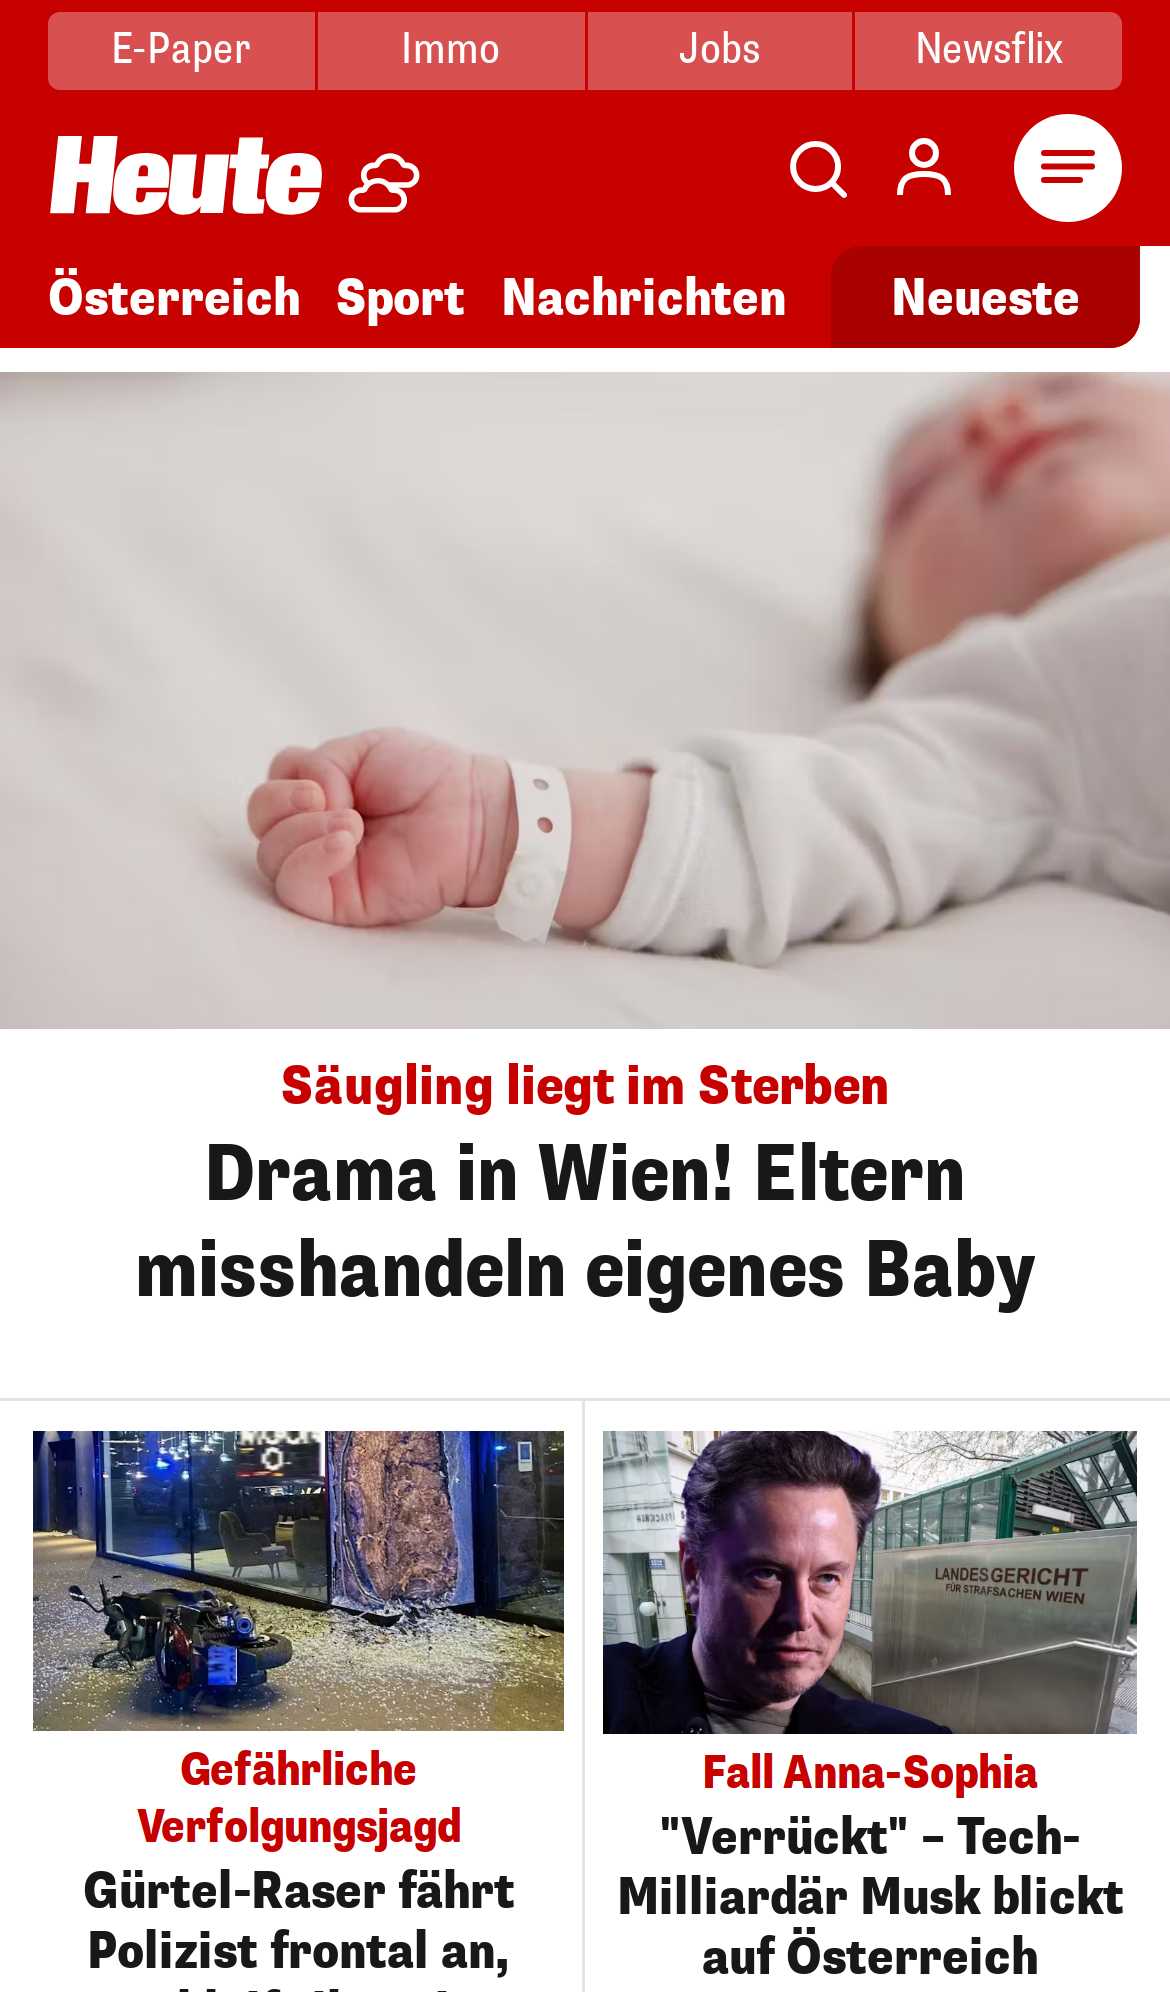 E-Paper
Immo
Jobs
Newsflix
Heute
Österreich
Sport
Nachrichten
Neueste
Säugling liegt im Sterben
Drama in Wien! Eltern
misshandeln eigenes Baby
LANDESGERICHT
FÜR STRAFSACHEN WIEN
Gefährliche
Verfolgungsjagd
Gürtel-Raser fährt
Polizist frontal an,
Fall Anna-Sophia
"Verrückt" – Tech-
Milliardär Musk blickt
auf Österreich